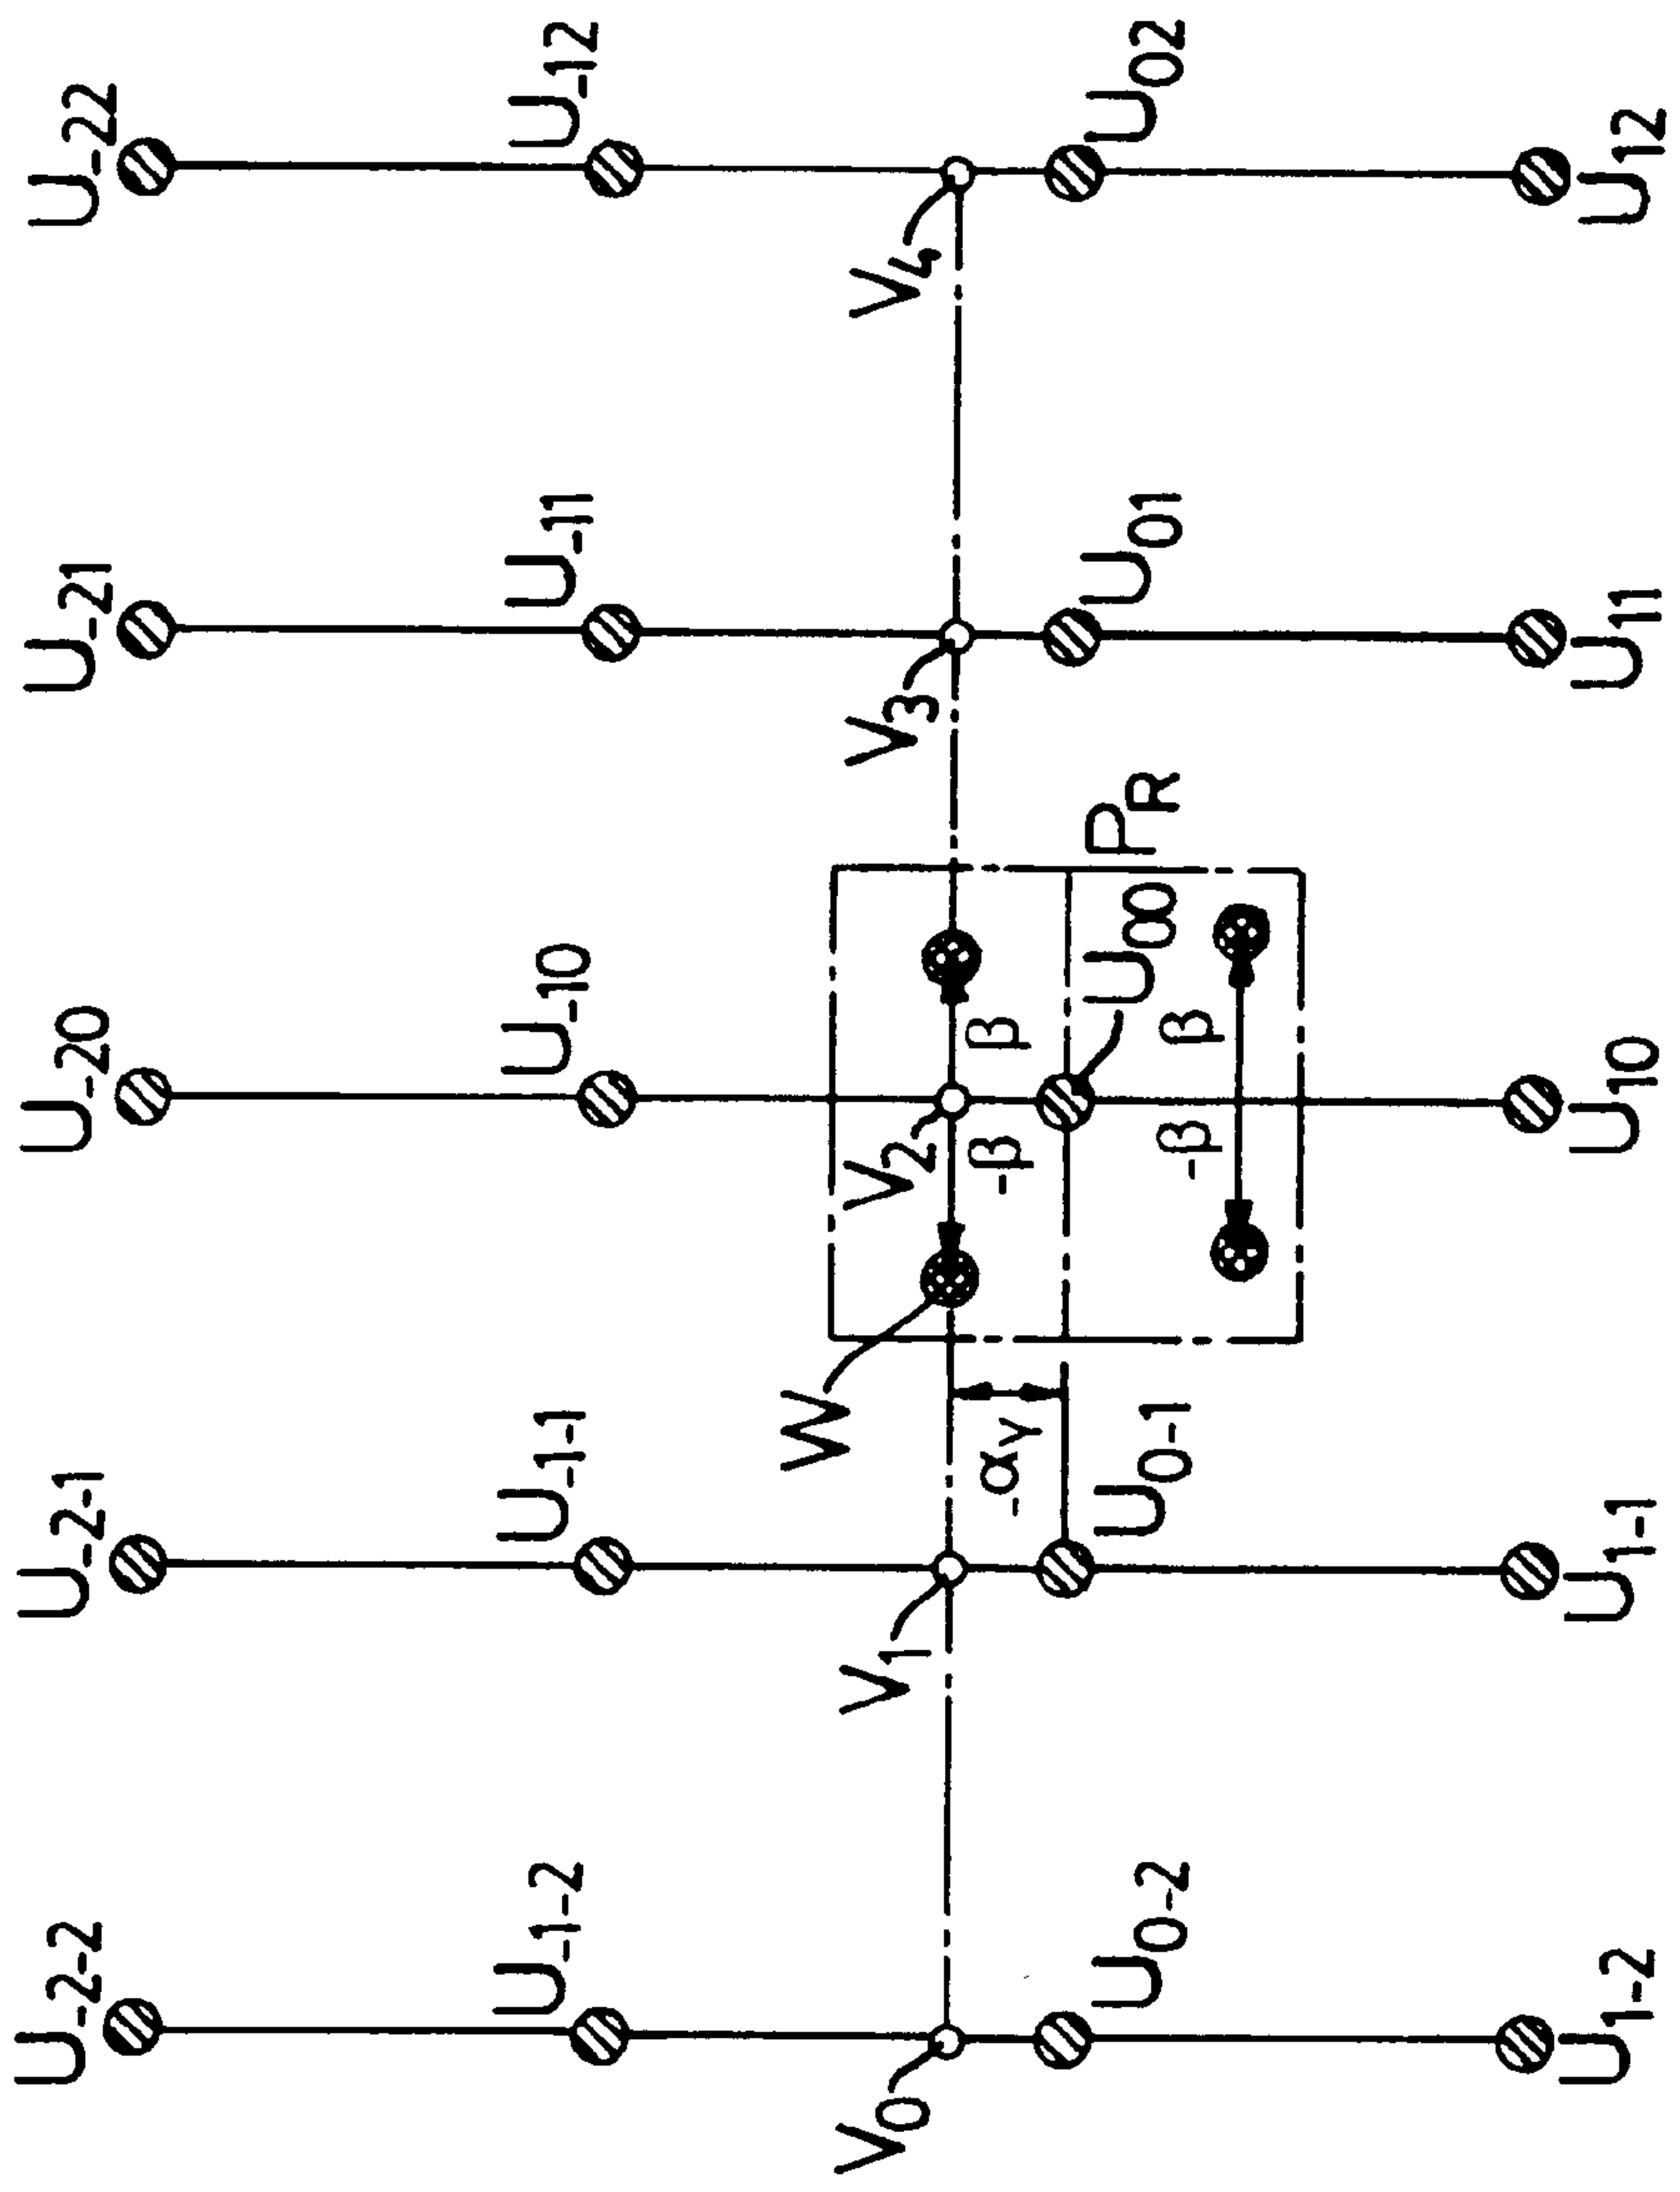 U-2-2 U-2-1 U-20 U-21 U-22
U-1-2 U-1-1 U-10 U-11 U-12
W
V0 V1 V2 V3 V4
-αY -β β
U0-2 U0-1 U00 PR U01 U02
-β β
U1-2 U1-1 U10 U11 U12